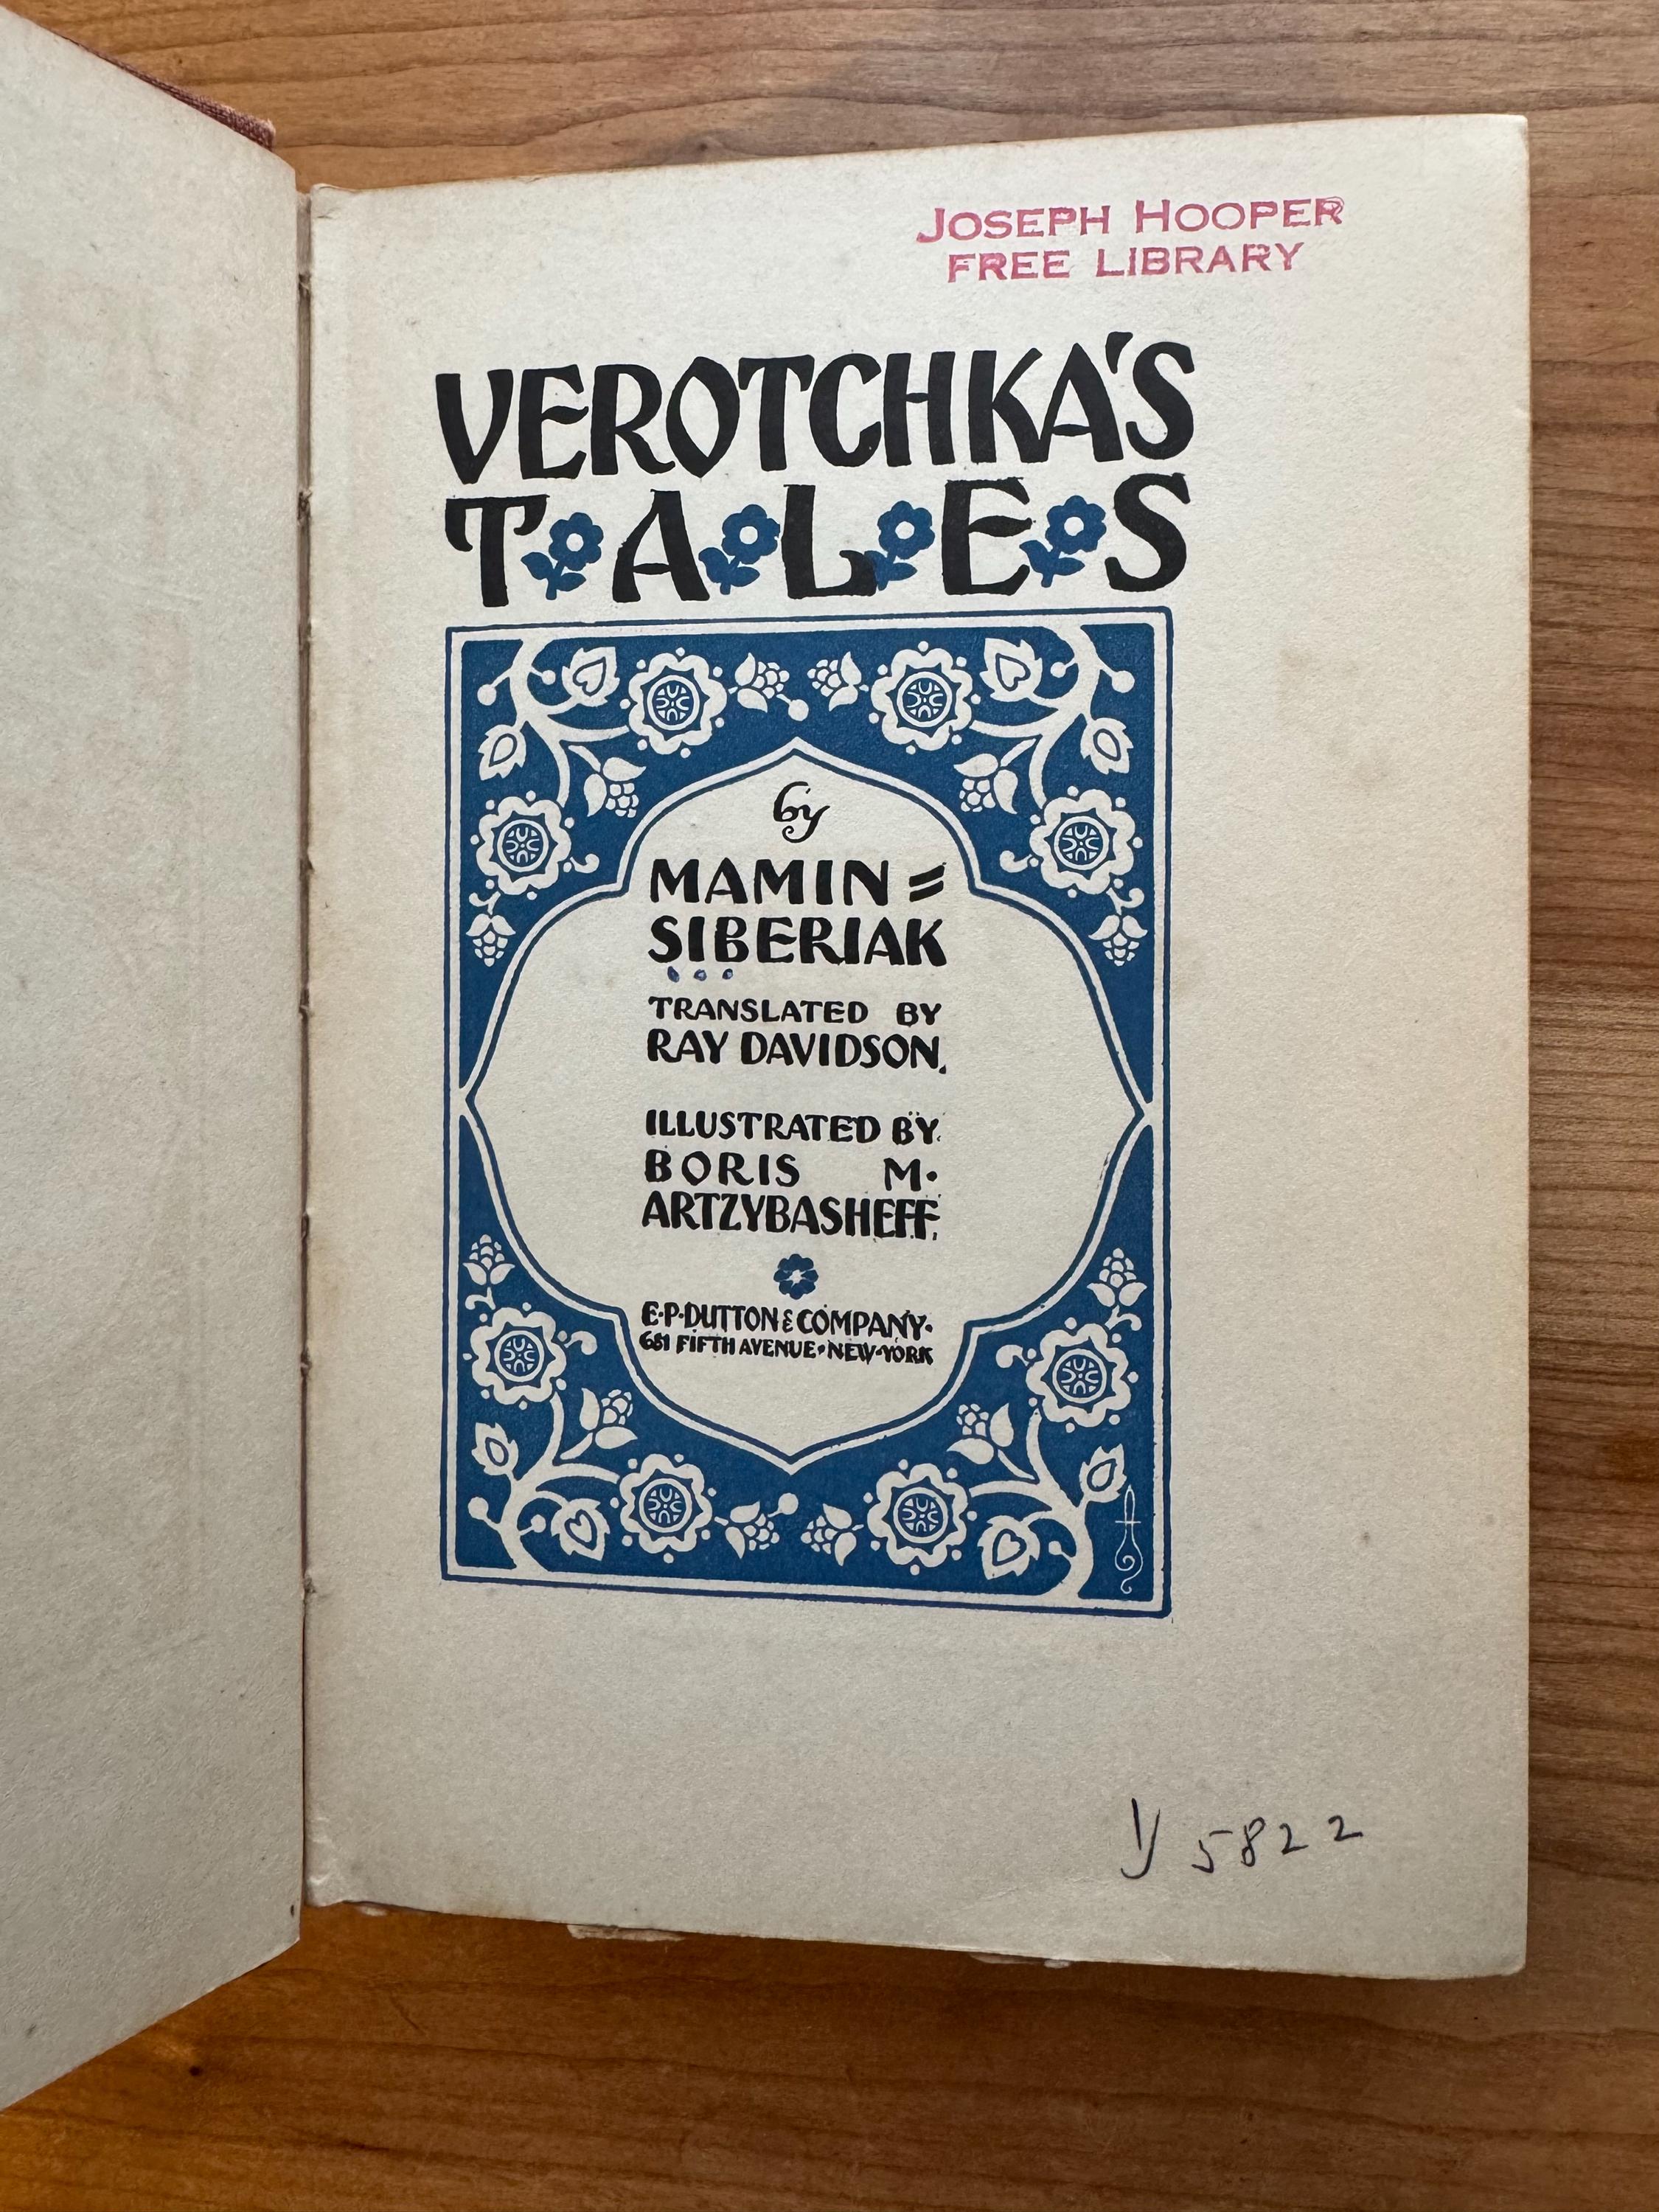 JOSEPH HOOPER
FREE LIBRARY
VEROTCHKA'S
TALES
by
MAMIN=
SIBERIAK
TRANSLATED BY
RAY DAVIDSON.
ILLUSTRATED BY
BORIS M.
ARTZYBASHEFF.
E·P·DUTTON & COMPANY·
681 FIFTH AVENUE·NEW·YORK
5822